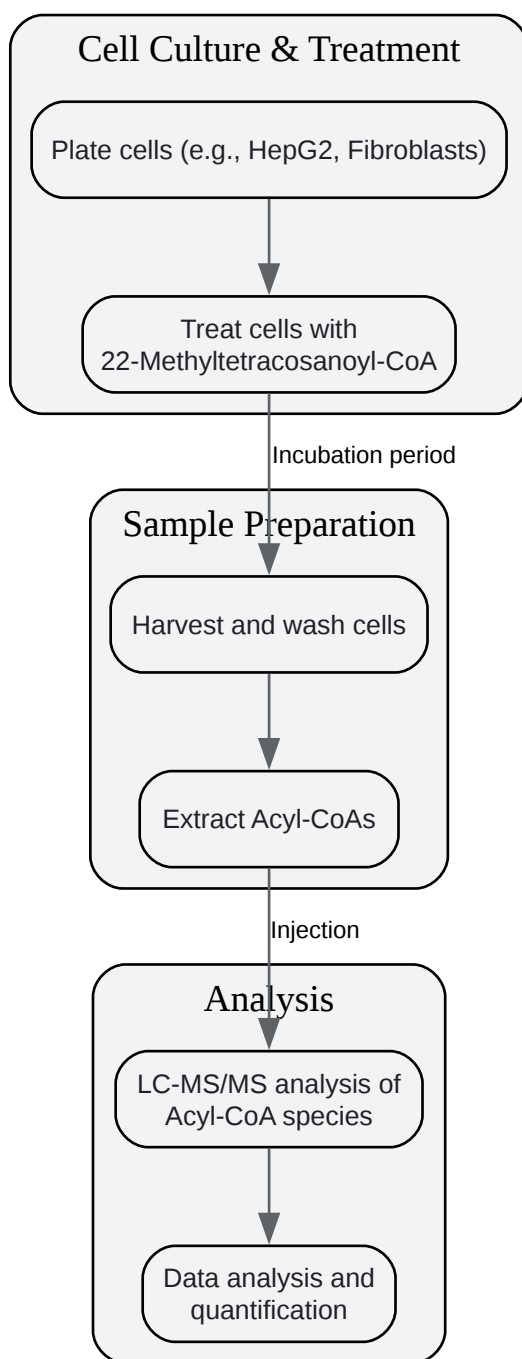 Cell Culture & Treatment
Plate cells (e.g., HepG2, Fibroblasts)
Treat cells with
22-Methyltetracosanoyl-CoA
Incubation period
Sample Preparation
Harvest and wash cells
Extract Acyl-CoAs
Injection
Analysis
LC-MS/MS analysis of
Acyl-CoA species
Data analysis and
quantification